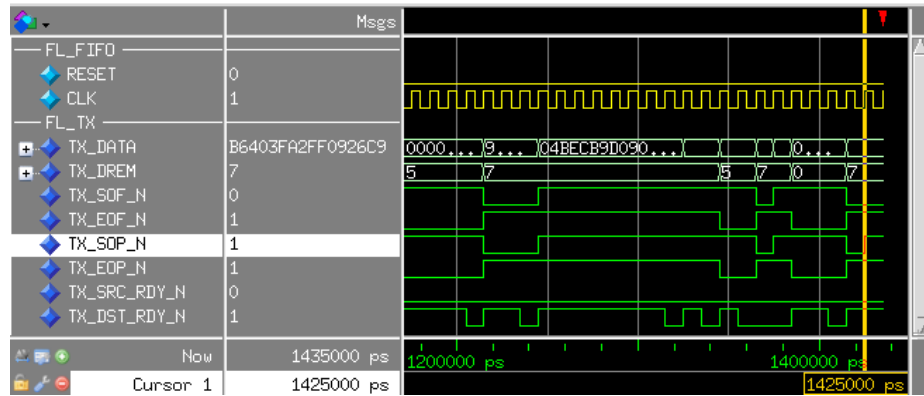 Msgs
FL_FIFO
RESET 0
CLK 1
FL_TX
TX_DATA B6403FA2FF0926C9 0000... 9... 04BECB9D090... 0...
TX_DREM 7 5 7 5 7 0 7
TX_SOF_N 0
TX_EOF_N 1
TX_SOP_N 1
TX_EOP_N 1
TX_SRC_RDY_N 0
TX_DST_RDY_N 1
Now 1435000 ps 1200000 ps 1400000 ps
Cursor 1 1425000 ps 1425000 ps